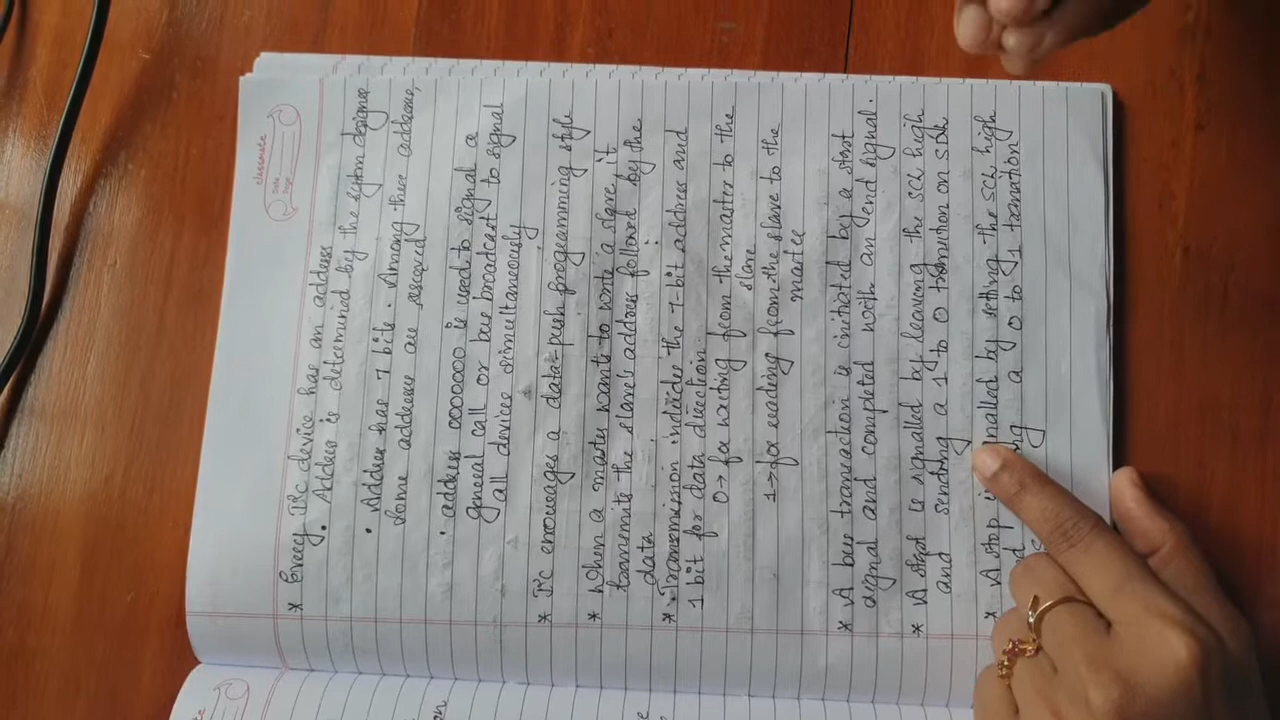 classmate
Date
Page
* Every I²C device has an address
• Address is determined by the system designer
• Address has 7 bits. Among these address,
some address are reserved
• address 0000000 is used to signal a
general call or bus broadcast to signal
all devices simultaneously
* I²C encourages a data-push programming style
* When a master wants to write a slave it
transmits the slave's address followed by the
data
* Transmission includes the 7-bit address and
1 bit for data direction.
0→ for writing from the master to the
slave
1→ for reading from the slave to the
master
* A bus transaction is initiated by a start
signal and completed with an end signal.
* A start is signalled by leaving the SCL high
and sending a 1 to 0 transition on SDA
* A stop is signalled by setting the SCL high
a 0 to 1 transition